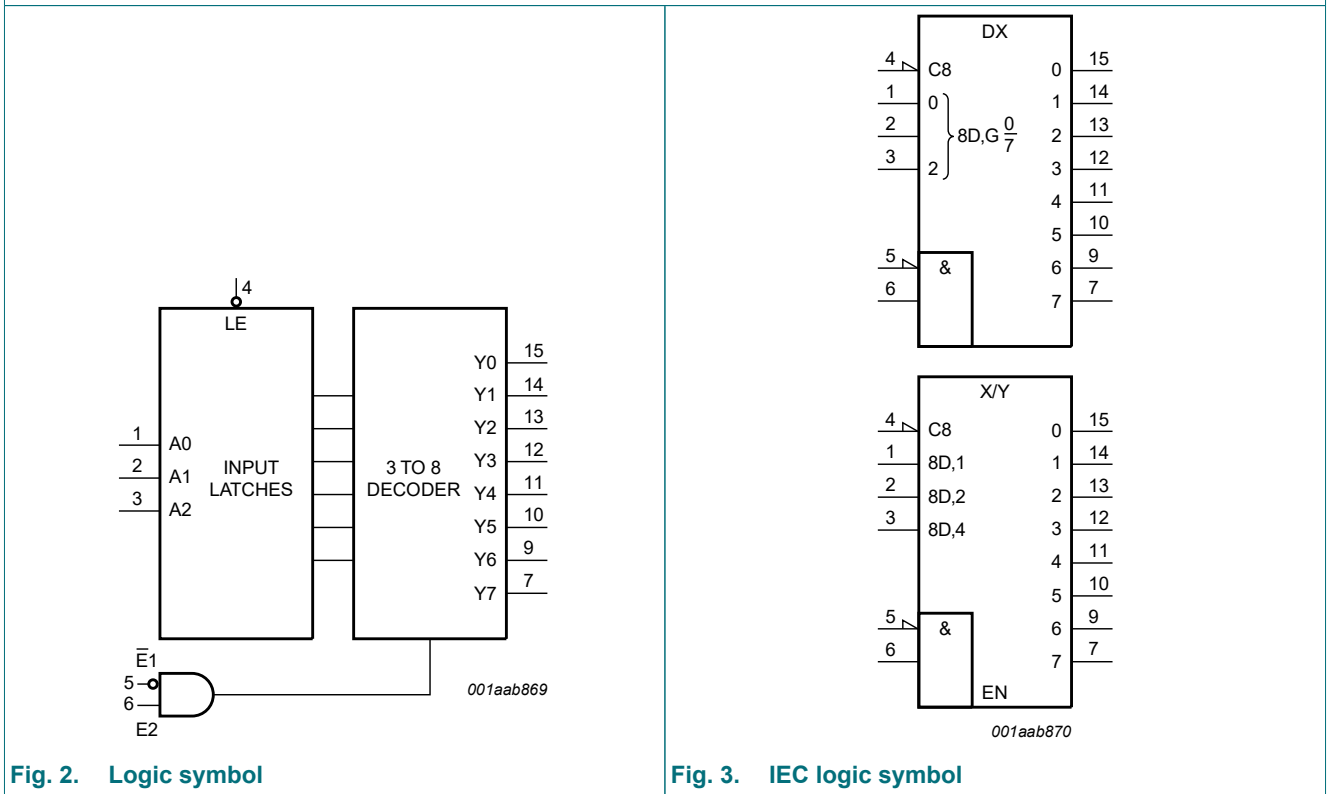 4
LE
1
A0
2
A1
3
A2
INPUT
LATCHES
3 TO 8
DECODER
Y0
15
Y1
14
Y2
13
Y3
12
Y4
11
Y5
10
Y6
9
Y7
7
E̅1
5
6
E2
001aab869
Fig. 2. Logic symbol
DX
4
C8
1
0
2
3
2
8D,G 0/7
5
&
6
0
15
1
14
2
13
3
12
4
11
5
10
6
9
7
7
X/Y
4
C8
1
8D,1
2
8D,2
3
8D,4
5
&
6
EN
0
15
1
14
2
13
3
12
4
11
5
10
6
9
7
7
001aab870
Fig. 3. IEC logic symbol